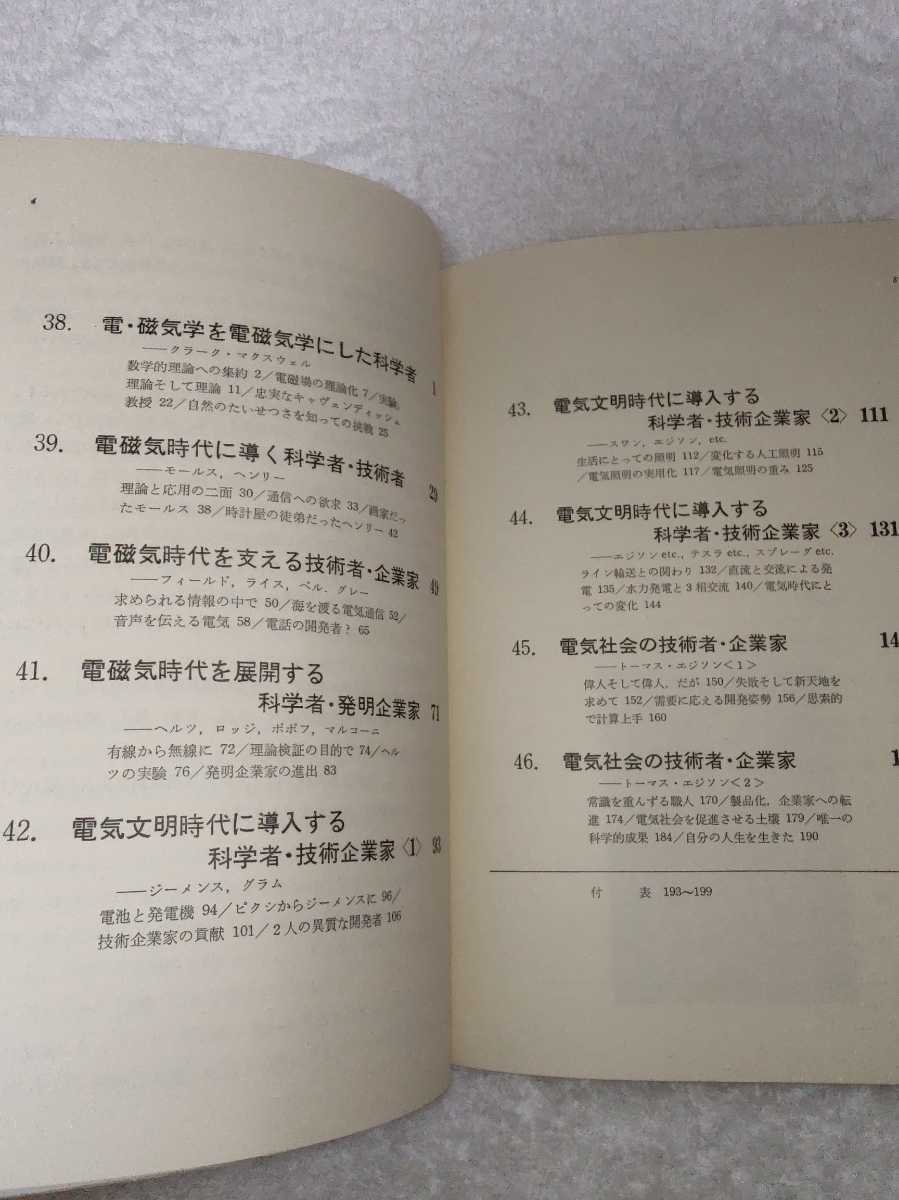 38. 電・磁気学を電磁気学にした科学者 1
――クラーク・マクスウェル
数学的理論への集約 2/電磁場の理論化 7/実験,
理論そして理論 11/忠実なキャヴェンディッシュ
教授 22/自然のたいせつさを知っての挑戦 25
39. 電磁気時代に導く科学者・技術者 29
――モールス, ヘンリー
理論と応用の二面 30/通信への欲求 33/画家だっ
たモールス 38/時計屋の徒弟だったヘンリー 42
40. 電磁気時代を支える技術者・企業家 49
――フィールド, ライス, ベル, グレー
求められる情報の中で 50/海を渡る電気通信 52/
音声を伝える電気 58/電話の開発者? 65
41. 電磁気時代を展開する
科学者・発明企業家 71
――ヘルツ, ロッジ, ポポフ, マルコーニ
有線から無線に 72/理論検証の目的で 74/ヘル
ツの実験 76/発明企業家の進出 83
42. 電気文明時代に導入する
科学者・技術企業家〈1〉 93
――ジーメンス, グラム
電池と発電機 94/ピクシからジーメンスに 96/
技術企業家の貢献 101/2人の異質な開発者 106
43. 電気文明時代に導入する
科学者・技術企業家〈2〉 111
――スワン, エジソン, etc.
生活にとっての照明 112/変化する人工照明 115
/電気照明の実用化 117/電気照明の重み 125
44. 電気文明時代に導入する
科学者・技術企業家〈3〉 131
――エジソン etc., テスラ etc., スプレーグ etc.
ライン輸送との関わり 132/直流と交流による発
電 135/水力発電と3相交流 140/電気時代にと
っての変化 144
45. 電気社会の技術者・企業家 14
――トーマス・エジソン<1>
偉人そして偉人, だが 150/失敗そして新天地を
求めて 152/需要に応える開発姿勢 156/思索的
で計算上手 160
46. 電気社会の技術者・企業家 1
――トーマス・エジソン<2>
常識を重んずる職人 170/製品化, 企業家への転
進 174/電気社会を促進させる土壌 179/唯一の
科学的成果 184/自分の人生を生きた 190
付 表 193〜199